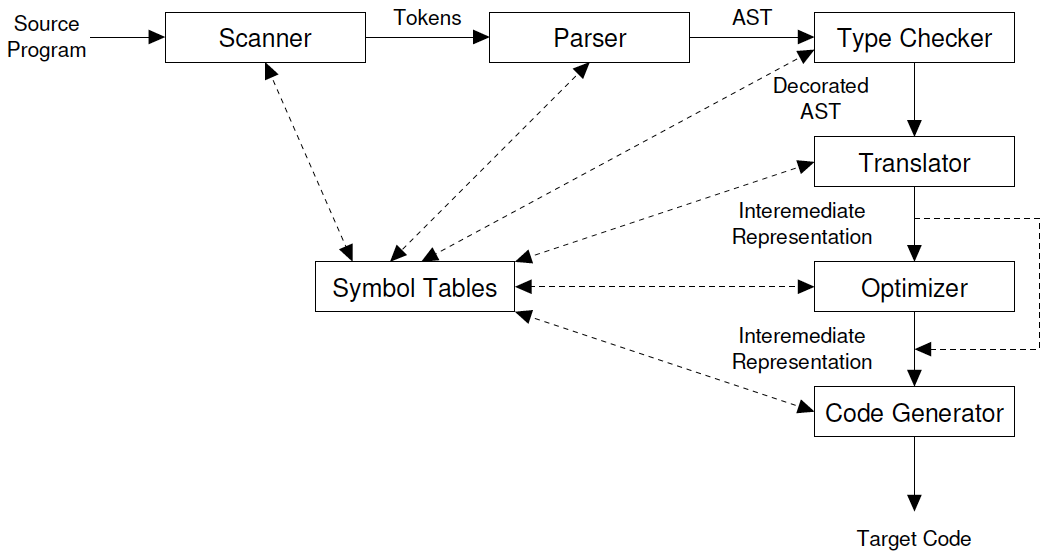 Source
Program
Scanner
Tokens
Parser
AST
Type Checker
Decorated
AST
Translator
Interemediate
Representation
Symbol Tables
Optimizer
Interemediate
Representation
Code Generator
Target Code